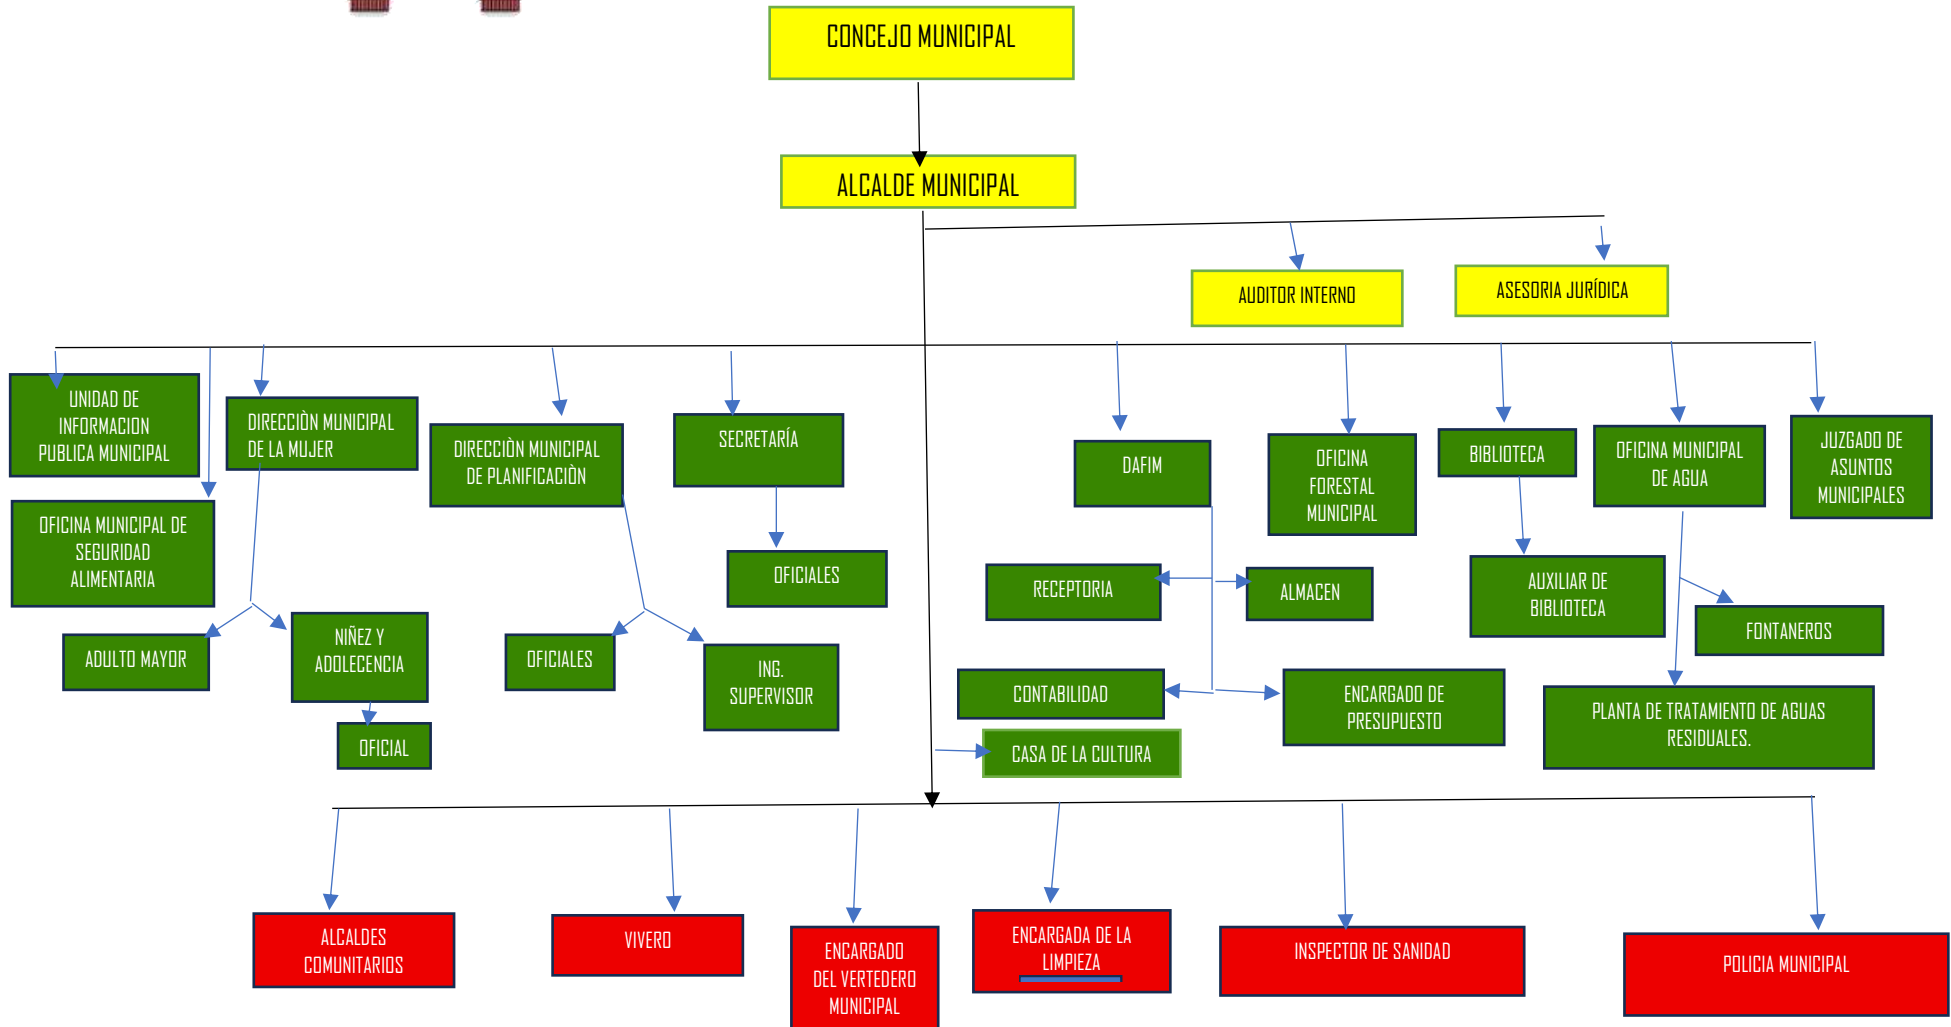 CONCEJO MUNICIPAL
ALCALDE MUNICIPAL
AUDITOR INTERNO
ASESORIA JURÍDICA
UNIDAD DE
INFORMACION
PUBLICA MUNICIPAL
DIRECCIÒN MUNICIPAL
DE LA MUJER
DIRECCIÒN MUNICIPAL
DE PLANIFICACIÒN
SECRETARÍA
DAFIM
OFICINA
FORESTAL
MUNICIPAL
BIBLIOTECA
OFICINA MUNICIPAL
DE AGUA
JUZGADO DE
ASUNTOS
MUNICIPALES
OFICINA MUNICIPAL DE
SEGURIDAD
ALIMENTARIA
OFICIALES
RECEPTORIA
ALMACEN
AUXILIAR DE
BIBLIOTECA
FONTANEROS
ADULTO MAYOR
NIÑEZ Y
ADOLECENCIA
OFICIALES
ING.
SUPERVISOR
CONTABILIDAD
ENCARGADO DE
PRESUPUESTO
PLANTA DE TRATAMIENTO DE AGUAS
RESIDUALES.
OFICIAL
CASA DE LA CULTURA
ALCALDES
COMUNITARIOS
VIVERO
ENCARGADO
DEL VERTEDERO
MUNICIPAL
ENCARGADA DE LA
LIMPIEZA
INSPECTOR DE SANIDAD
POLICIA MUNICIPAL